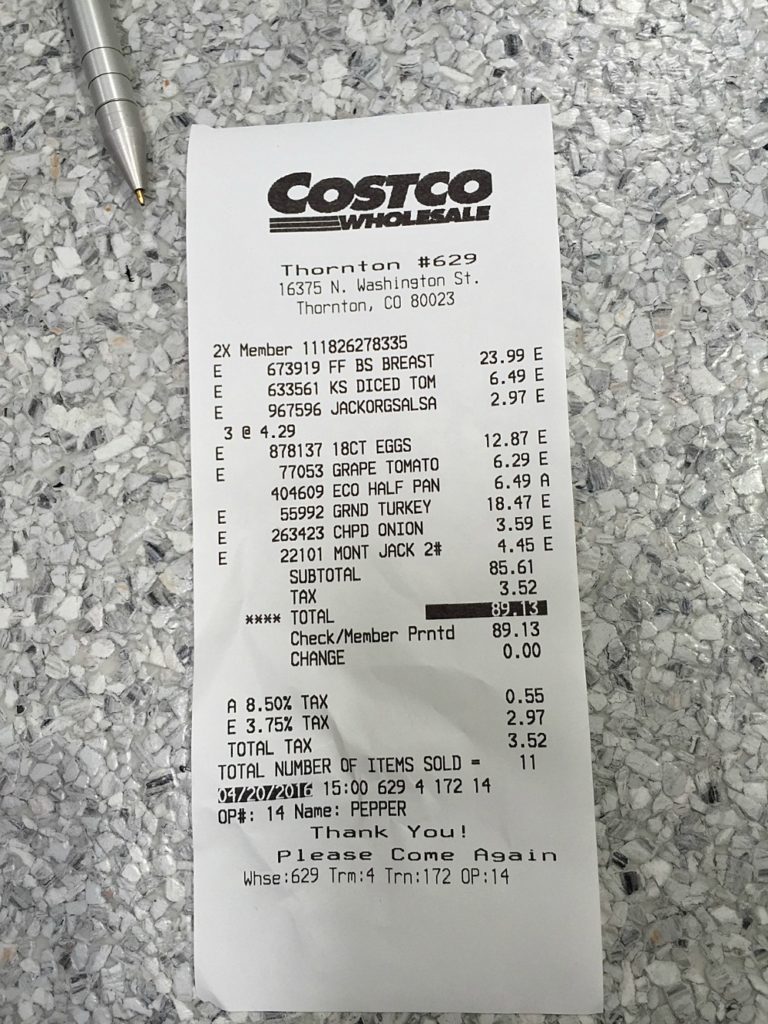 COSTCO
WHOLESALE
Thornton #629
16375 N. Washington St.
Thornton, CO 80023
2X Member 111826278335
E 673919 FF BS BREAST 23.99 E
E 633561 KS DICED TOM 6.49 E
E 967596 JACKORGSALSA 2.97 E
3 @ 4.29
E 878137 18CT EGGS 12.87 E
E 77053 GRAPE TOMATO 6.29 E
404609 ECO HALF PAN 6.49 A
E 55992 GRND TURKEY 18.47 E
E 263423 CHPD ONION 3.59 E
E 22101 MONT JACK 2# 4.45 E
SUBTOTAL 85.61
TAX 3.52
**** TOTAL 89.13
Check/Member Prntd 89.13
CHANGE 0.00
A 8.50% TAX 0.55
E 3.75% TAX 2.97
TOTAL TAX 3.52
TOTAL NUMBER OF ITEMS SOLD = 11
04/20/2016 15:00 629 4 172 14
OP#: 14 Name: PEPPER
Thank You!
Please Come Again
Whse:629 Trm:4 Trn:172 OP:14